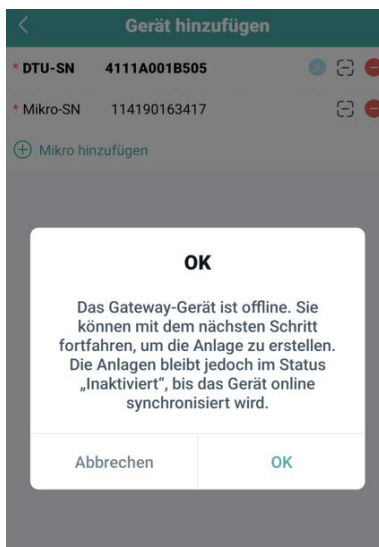 Gerät hinzufügen
* DTU-SN 4111A001B505
* Mikro-SN 114190163417
Mikro hinzufügen
OK
Das Gateway-Gerät ist offline. Sie
können mit dem nächsten Schritt
fortfahren, um die Anlage zu erstellen.
Die Anlagen bleibt jedoch im Status
„Inaktiviert“, bis das Gerät online
synchronisiert wird.
Abbrechen OK